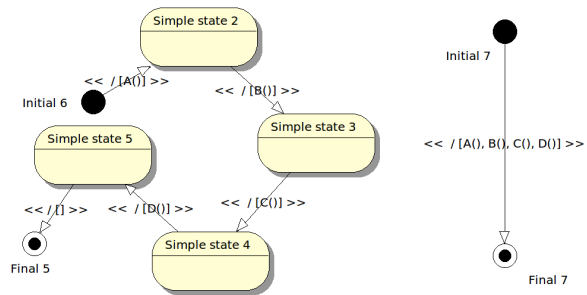 Simple state 2
<<  / [A()] >>
<<  / [B()] >>
Initial 6
Simple state 3
Simple state 5
<<  / [C()] >>
<< / [] >>
<<  / [D()] >>
Simple state 4
Final 5
Initial 7
<<  / [A(), B(), C(), D()] >>
Final 7